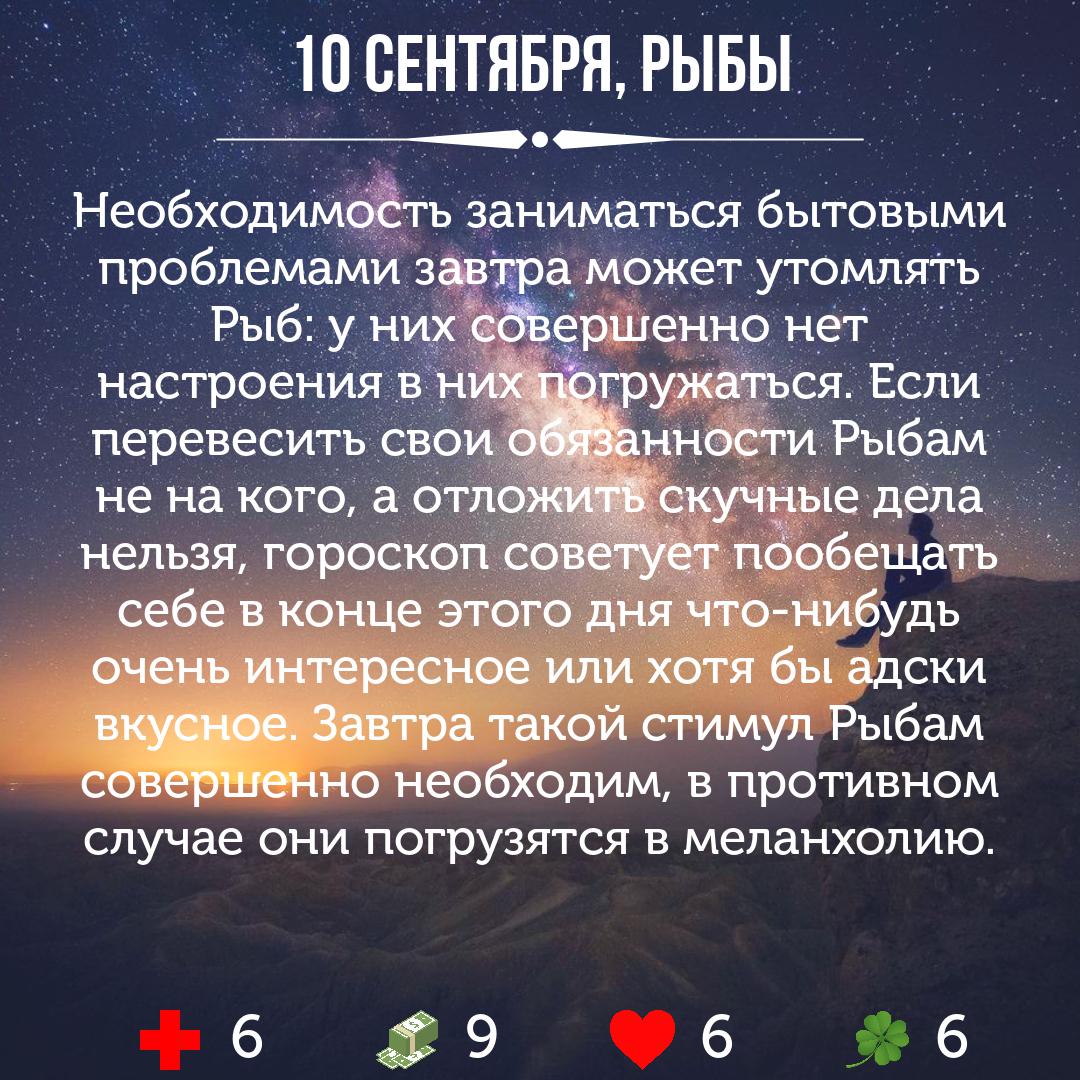 10 СЕНТЯБРЯ, РЫБЫ
Необходимость заниматься бытовыми
проблемами завтра может утомлять
Рыб: у них совершенно нет
настроения в них погружаться. Если
перевесить свои обязанности Рыбам
не на кого, а отложить скучные дела
нельзя, гороскоп советует пообещать
себе в конце этого дня что-нибудь
очень интересное или хотя бы адски
вкусное. Завтра такой стимул Рыбам
совершенно необходим, в противном
случае они погрузятся в меланхолию.
6 9 6 6